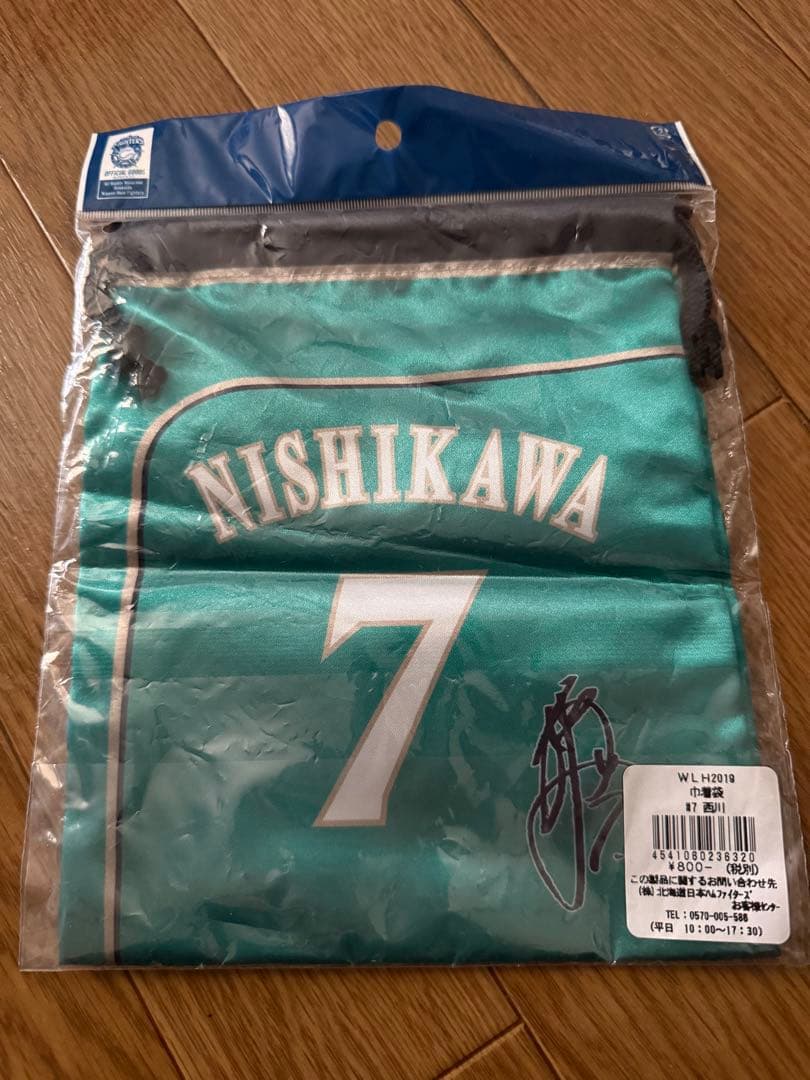 FIGHTERS
OFFICIAL GOODS
NISHIKAWA
7
WLH2019
巾着袋
#7 西川
4541060236320
¥800- (税別)
この製品に関するお問い合わせ先
(株)北海道日本ハムファイターズ
お客様センター
TEL:0570-005-586
(平日 10:00〜17:30)